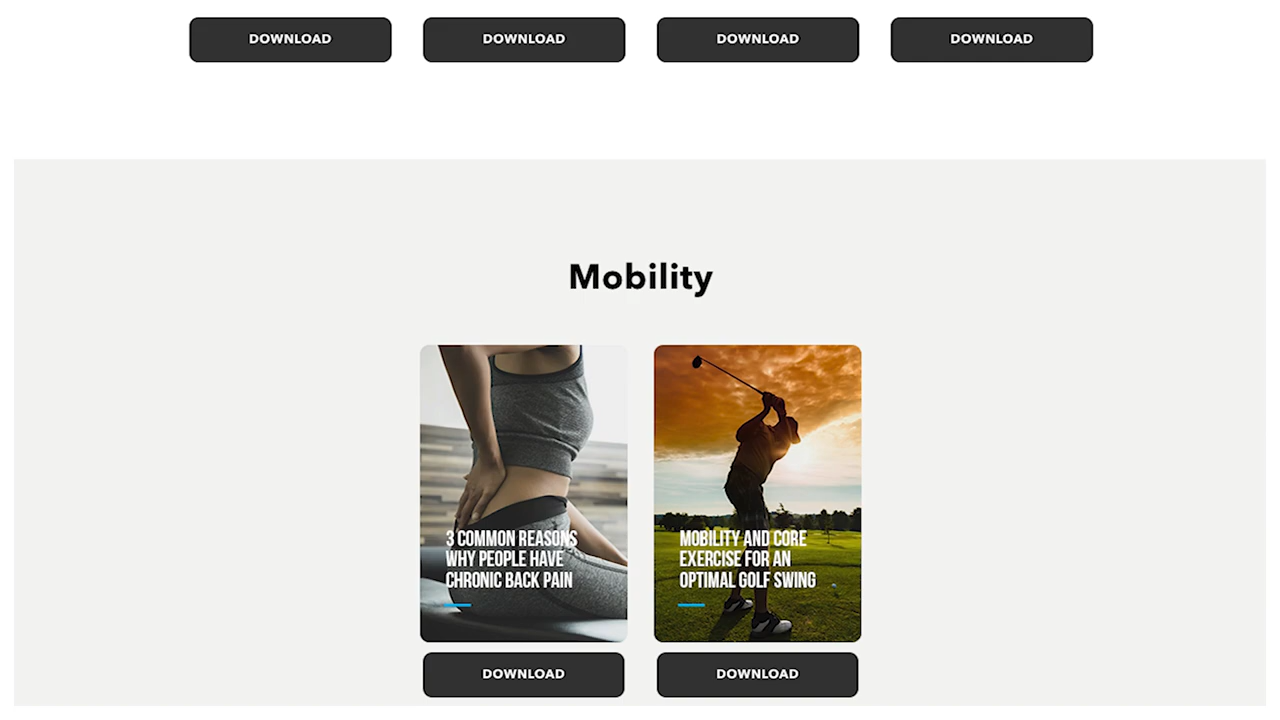 DOWNLOAD DOWNLOAD DOWNLOAD DOWNLOAD
Mobility
3 COMMON REASONS
WHY PEOPLE HAVE
CHRONIC BACK PAIN
MOBILITY AND CORE
EXERCISE FOR AN
OPTIMAL GOLF SWING
DOWNLOAD DOWNLOAD